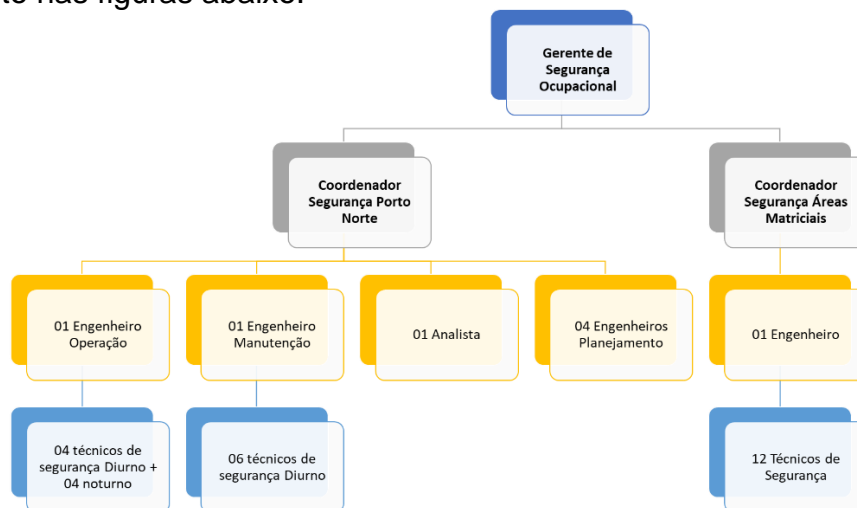 nas figuras abaixo:
Gerente de
Segurança
Ocupacional
Coordenador
Segurança Porto
Norte
Coordenador
Segurança Áreas
Matriciais
01 Engenheiro
Operação
01 Engenheiro
Manutenção
01 Analista
04 Engenheiros
Planejamento
01 Engenheiro
04 técnicos de
segurança Diurno +
04 noturno
06 técnicos de
segurança Diurno
12 Técnicos de
Segurança